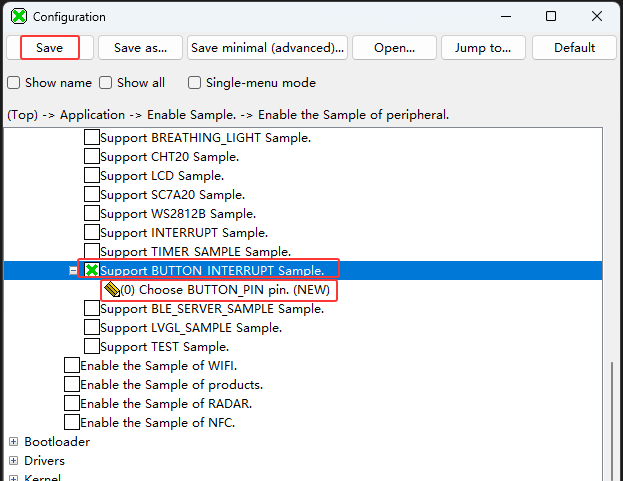 Configuration
Save Save as... Save minimal (advanced)... Open... Jump to... Default
Show name Show all Single-menu mode
(Top) -> Application -> Enable Sample. -> Enable the Sample of peripheral.
Support BREATHING_LIGHT Sample.
Support CHT20 Sample.
Support LCD Sample.
Support SC7A20 Sample.
Support WS2812B Sample.
Support INTERRUPT Sample.
Support TIMER_SAMPLE Sample.
Support BUTTON_INTERRUPT Sample.
(0) Choose BUTTON_PIN pin. (NEW)
Support BLE_SERVER_SAMPLE Sample.
Support LVGL_SAMPLE Sample.
Support TEST Sample.
Enable the Sample of WIFI.
Enable the Sample of products.
Enable the Sample of RADAR.
Enable the Sample of NFC.
Bootloader
Drivers
Kernel